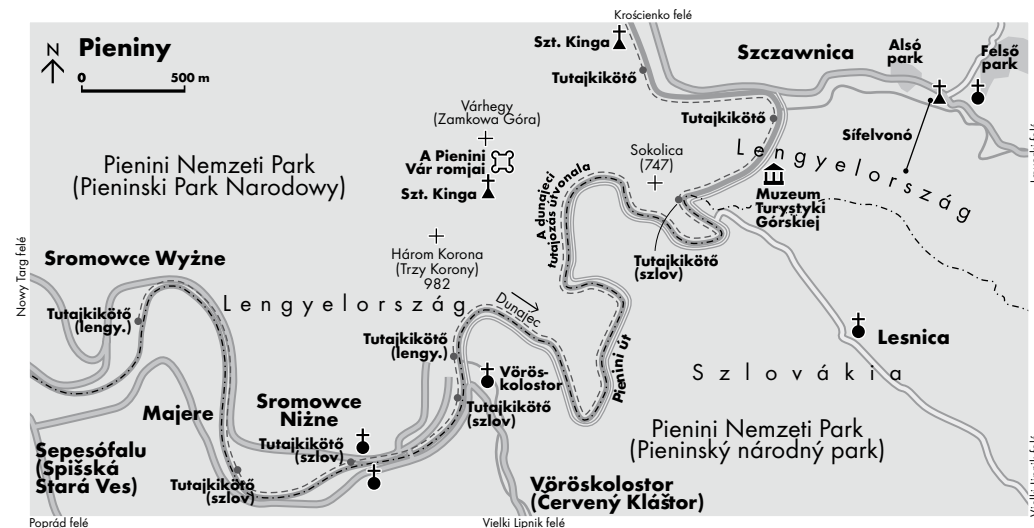 Krościenko felé
N
Pieniny
0 500 m
Szt. Kinga
Tutajkikötő
Szczawnica
Alsó
park
Felső
park
Várhegy
(Zamkowa Góra)
Tutajkikötő
Sífelvonó
Pienini Nemzeti Park
(Pieninski Park Narodowy)
A Pienini
Vár romjai
Szt. Kinga
Sokolica
(747)
Lengyelország
Muzeum
Turystyki
Górskiej
A dunajeci
tutajozás útvonala
Nowy Targ felé
Három Korona
(Trzy Korony)
982
Tutajkikötő
(szlov)
Sromowce Wyżne
Lengyelország
Dunajec
Tutajkikötő
(lengy.)
Tutajkikötő
(lengy.)
Lesnica
Pienini út
Szlovákia
Vörös-
kolostor
Majere
Sromowce
Niżne
Tutajkikötő
(szlov)
Pienini Nemzeti Park
(Pieninský národný park)
Sepesófalu
(Spišská
Stará Ves)
Tutajkikötő
(szlov)
Tutajkikötő
(szlov)
Vöröskolostor
(Červený Kláštor)
Poprád felé
Vielki Lipnik felé